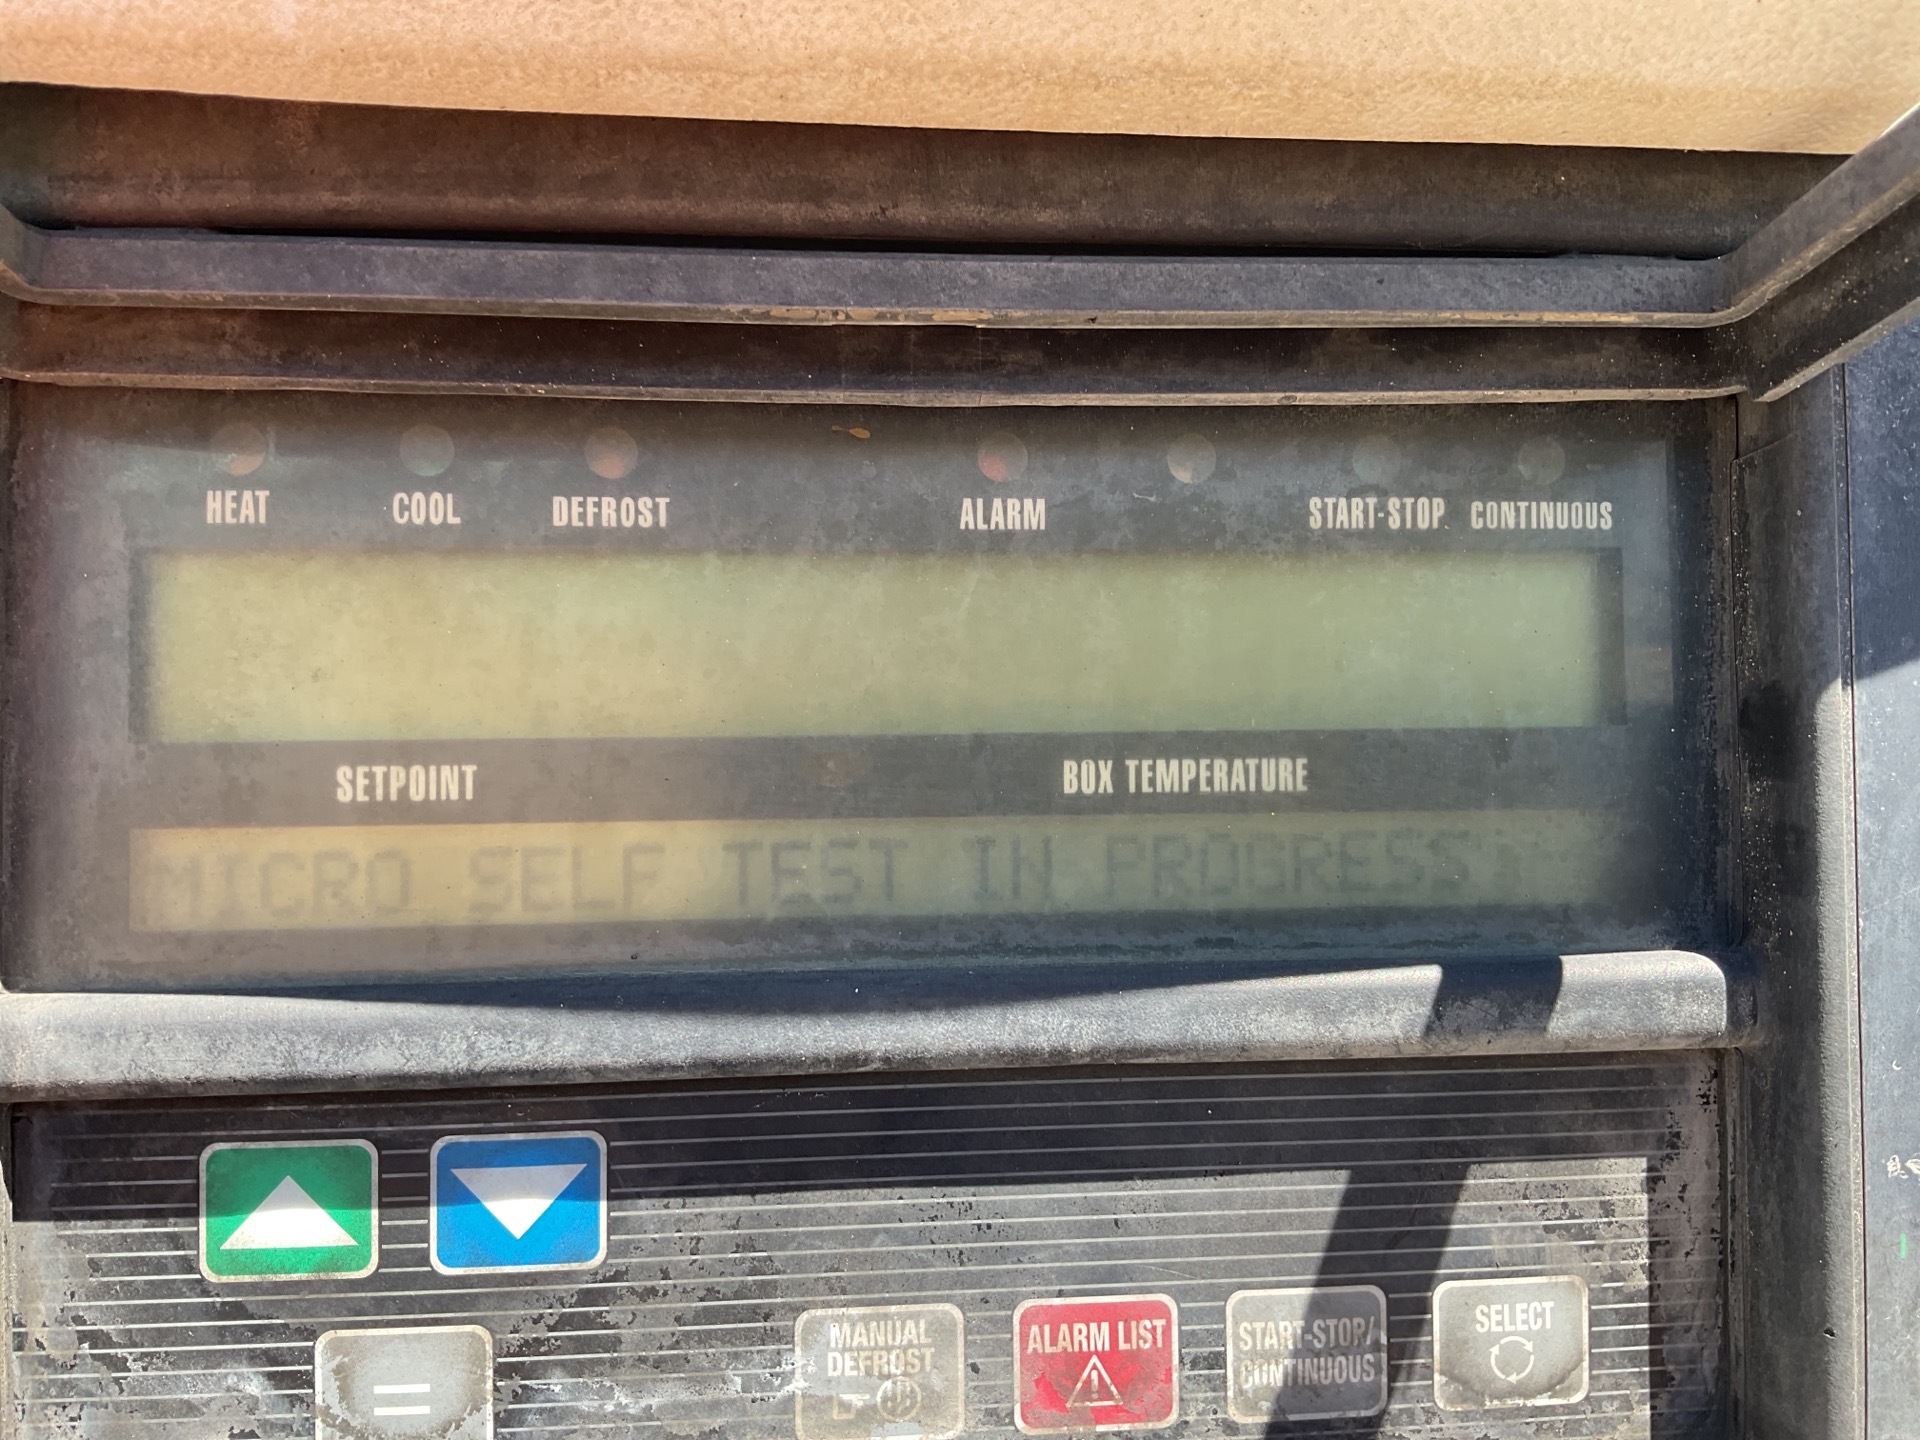 HEAT COOL DEFROST ALARM START-STOP CONTINUOUS
SETPOINT BOX TEMPERATURE
MICRO SELF TEST IN PROGRESS
MANUAL DEFROST
ALARM LIST
START-STOP/ CONTINUOUS
SELECT
=